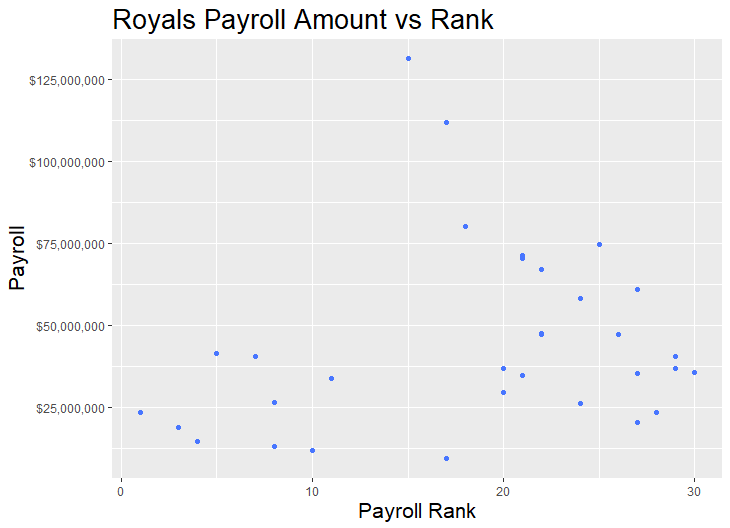 Royals Payroll Amount vs Rank
$125,000,000
$100,000,000
$75,000,000
$50,000,000
$25,000,000
Payroll
0 10 20 30
Payroll Rank